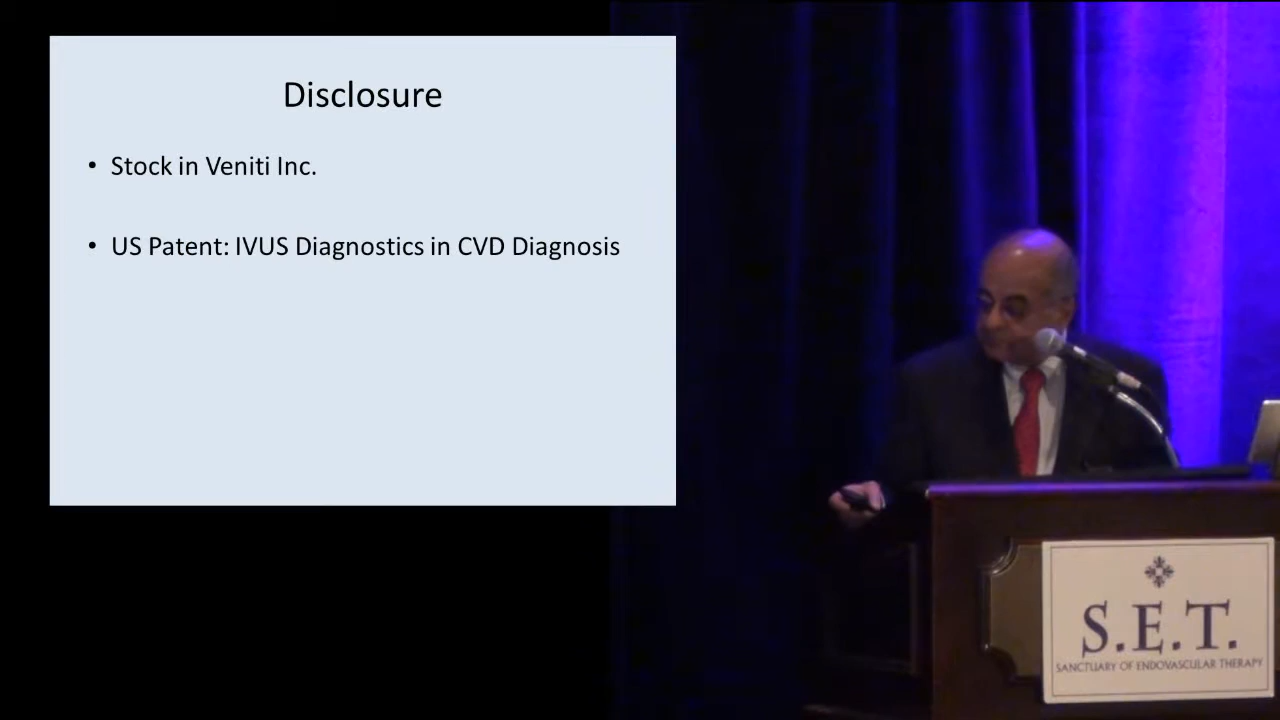 Disclosure
• Stock in Veniti Inc.
• US Patent: IVUS Diagnostics in CVD Diagnosis
S.E.T.
SANCTUARY OF ENDOVASCULAR THERAPY